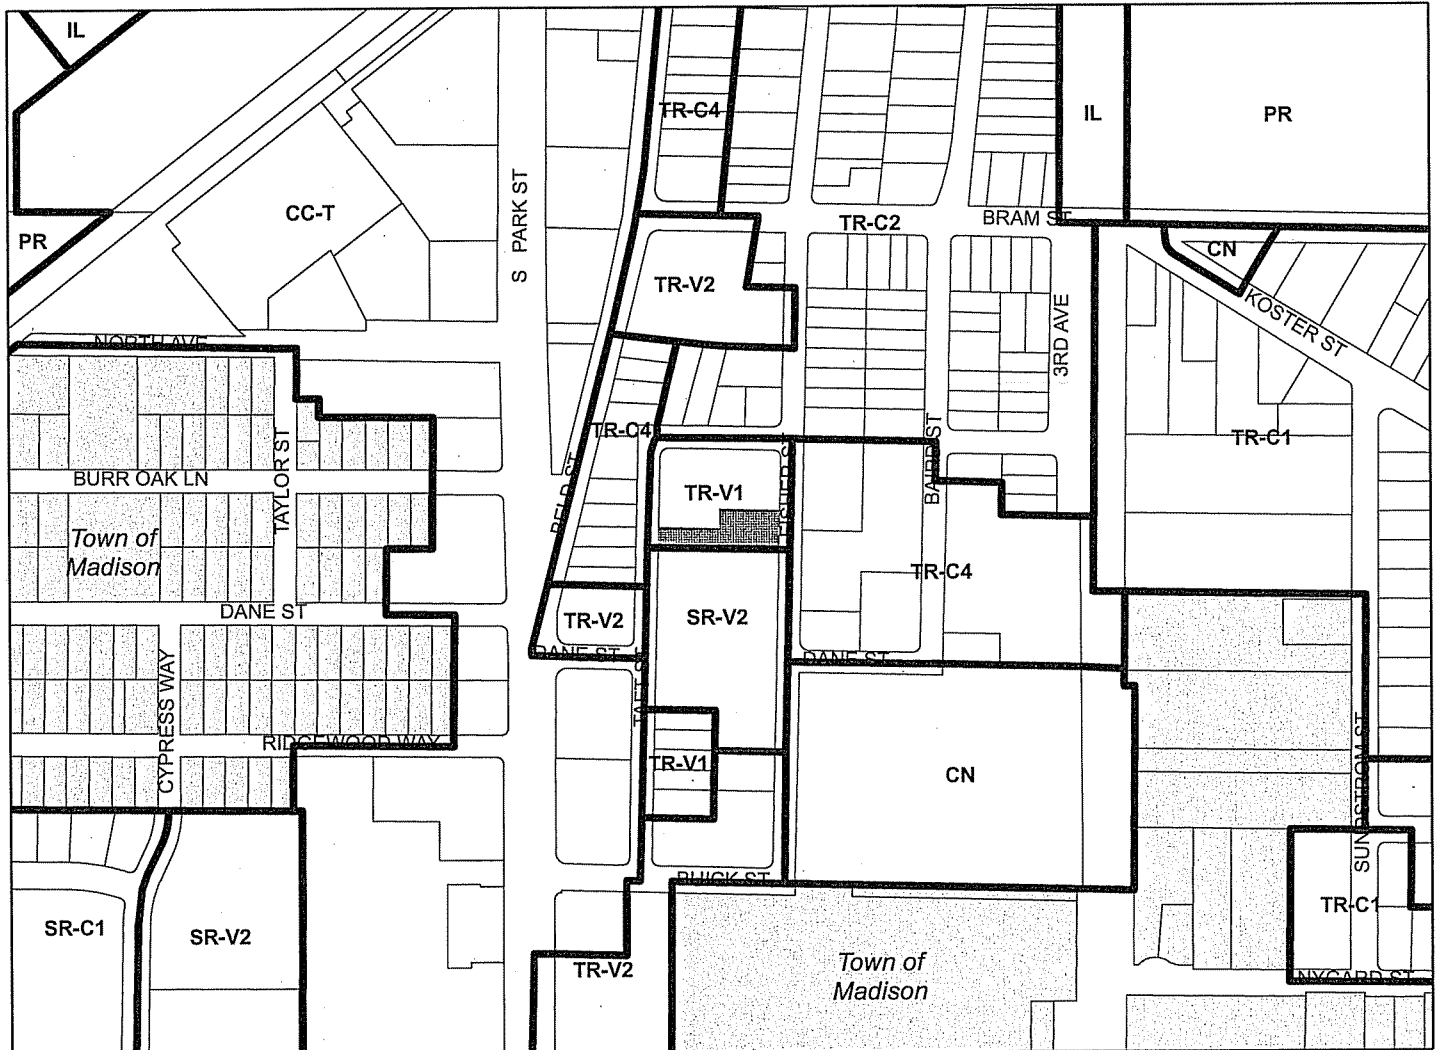 IL
TR-C4
IL
PR
CC-T
S PARK ST
TR-C2
BRAM ST
PR
CN
TR-V2
KOSTER ST
3RD AVE
NORTH AVE
TR-C4
TR-C1
TAYLOR ST
BURR OAK LN
BAIRD ST
FISHER ST
BELD ST
TR-V1
Town of
Madison
TR-C4
DANE ST
TR-V2
SR-V2
DANE ST
DANE ST
TAFT ST
CYPRESS WAY
RIDGEWOOD WAY
TR-V1
CN
SUNDSTROM ST
BUICK ST
TR-C1
SR-C1
SR-V2
TR-V2
Town of
Madison
NYGARD ST